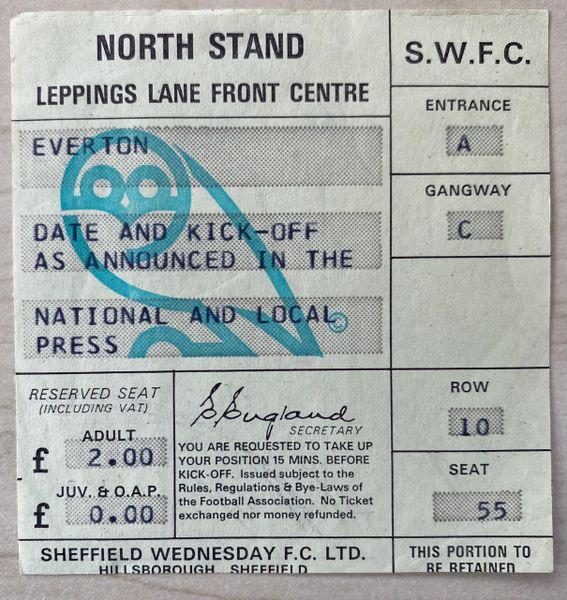 NORTH STAND
LEPPINGS LANE FRONT CENTRE
EVERTON
DATE AND KICK-OFF
AS ANNOUNCED IN THE
NATIONAL AND LOCAL
PRESS
©
RESERVED SEAT
(INCLUDING VAT)
ADULT
£ 2.00
JUV. & O.A.P.
£ 0.00
SECRETARY
YOU ARE REQUESTED TO TAKE UP
YOUR POSITION 15 MINS. BEFORE
KICK-OFF. Issued subject to the
Rules, Regulations & Bye-Laws of
the Football Association. No Ticket
exchanged nor money refunded.
SHEFFIELD WEDNESDAY F.C. LTD.
HILLSBOROUGH, SHEFFIELD
S.W.F.C.
ENTRANCE
A
GANGWAY
C
ROW
10
SEAT
55
THIS PORTION TO
BE RETAINED